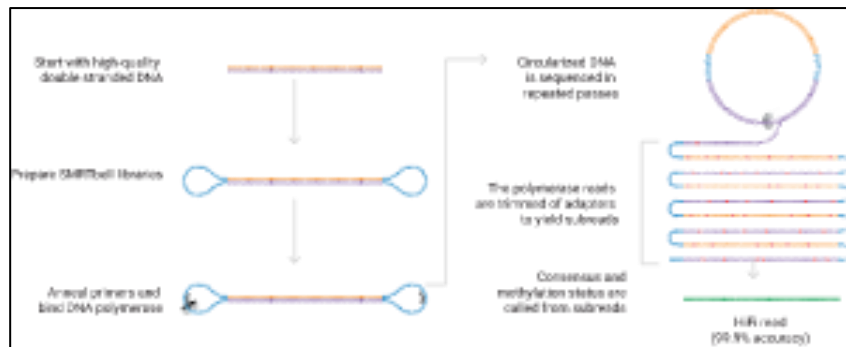 Start with high-quality
double-stranded DNA
Prepare SMRTbell libraries
Anneal primers and
bind DNA polymerase
Circularized DNA
is sequenced in
repeated passes
The polymerase reads
are trimmed of adapters
to yield subreads
Consensus and
methylation status are
called from subreads
HiFi read
(99.9% accuracy)